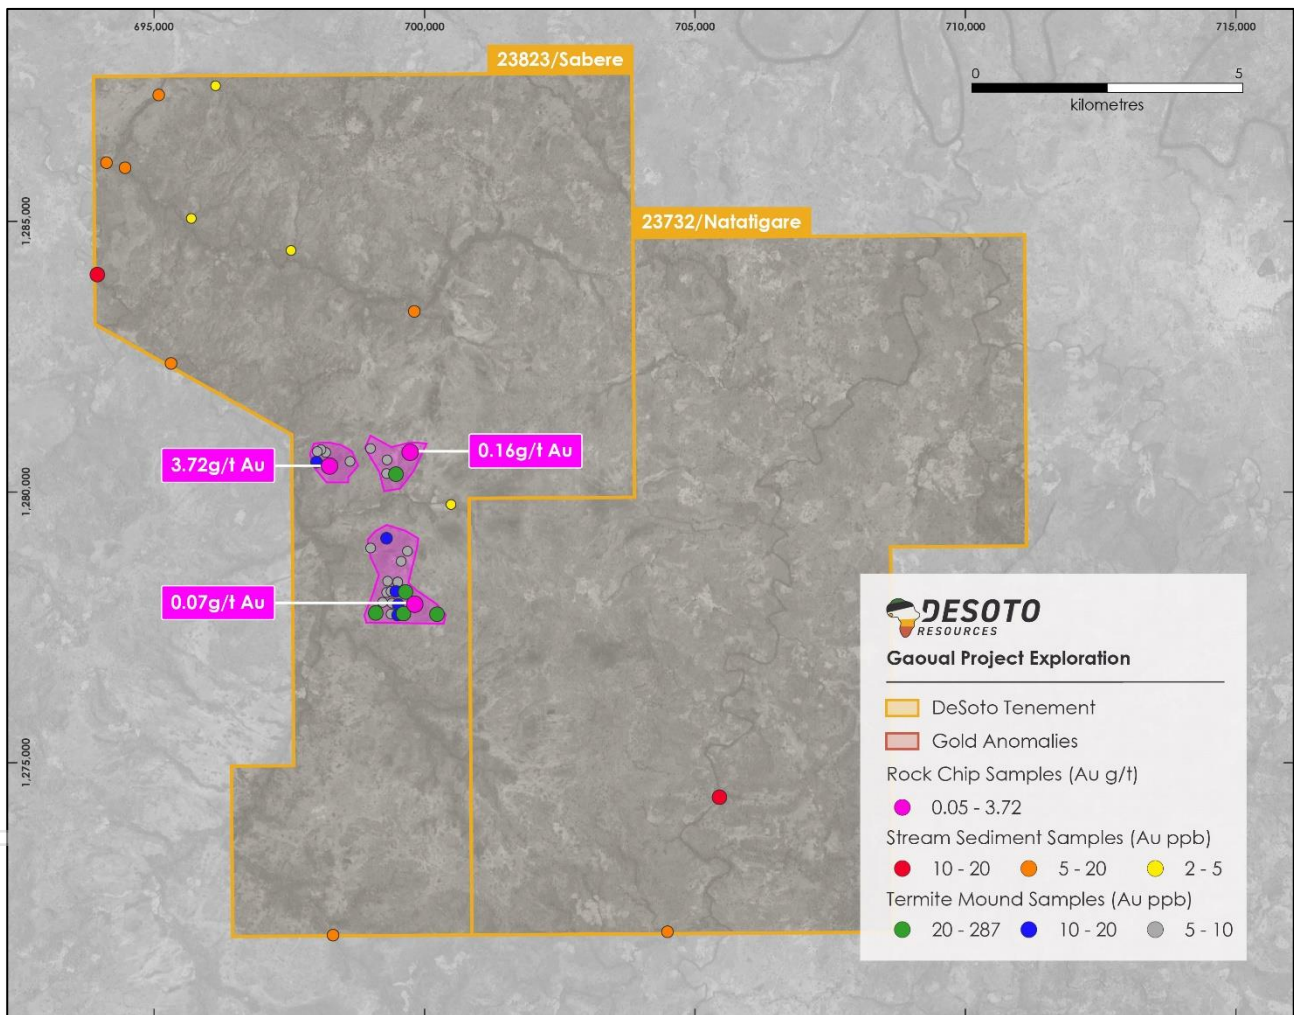 695,000
700,000
705,000
710,000
715,000
23823/Sabere
0
5
kilometres
1,285,000
23732/Natatigare
3.72g/t Au
0.16g/t Au
1,280,000
0.07g/t Au
1,275,000
DESOTO
RESOURCES
Gaoual Project Exploration
DeSoto Tenement
Gold Anomalies
Rock Chip Samples (Au g/t)
0.05 - 3.72
Stream Sediment Samples (Au ppb)
10 - 20
5 - 20
2 - 5
Termite Mound Samples (Au ppb)
20 - 287
10 - 20
5 - 10